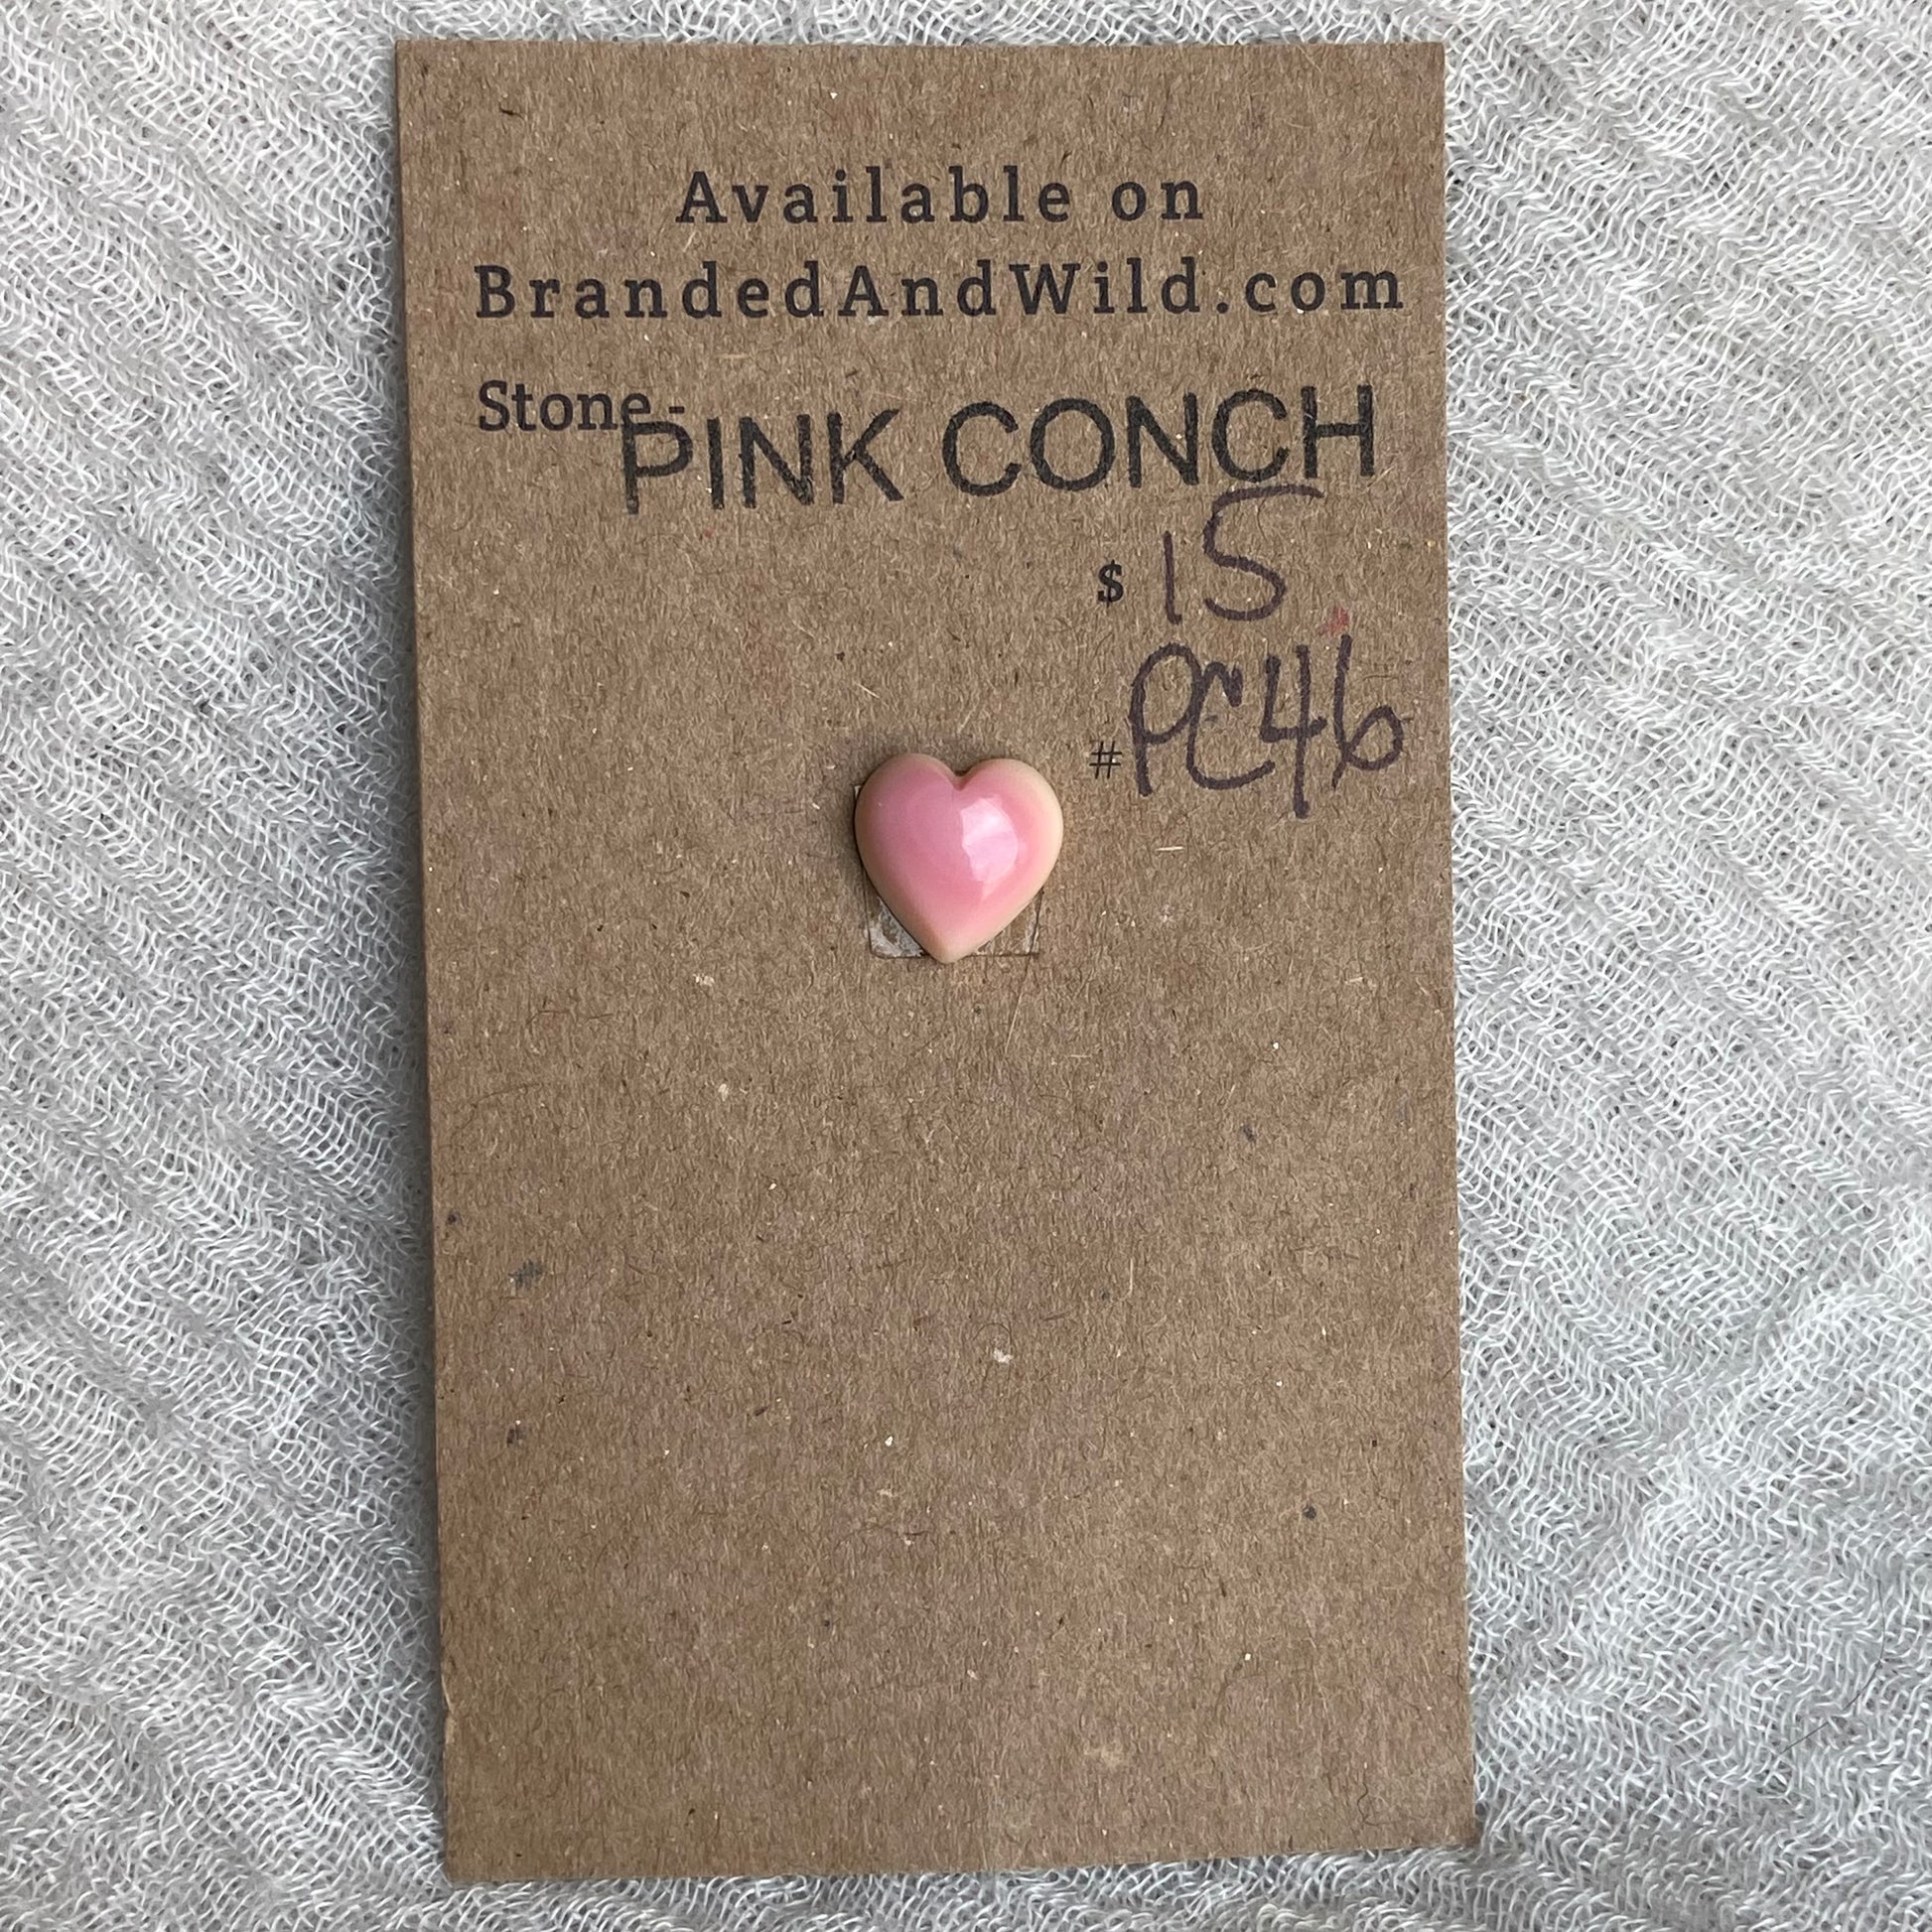 Available on
BrandedAndWild.com
Stone - PINK CONCH
$ 15
# PC46